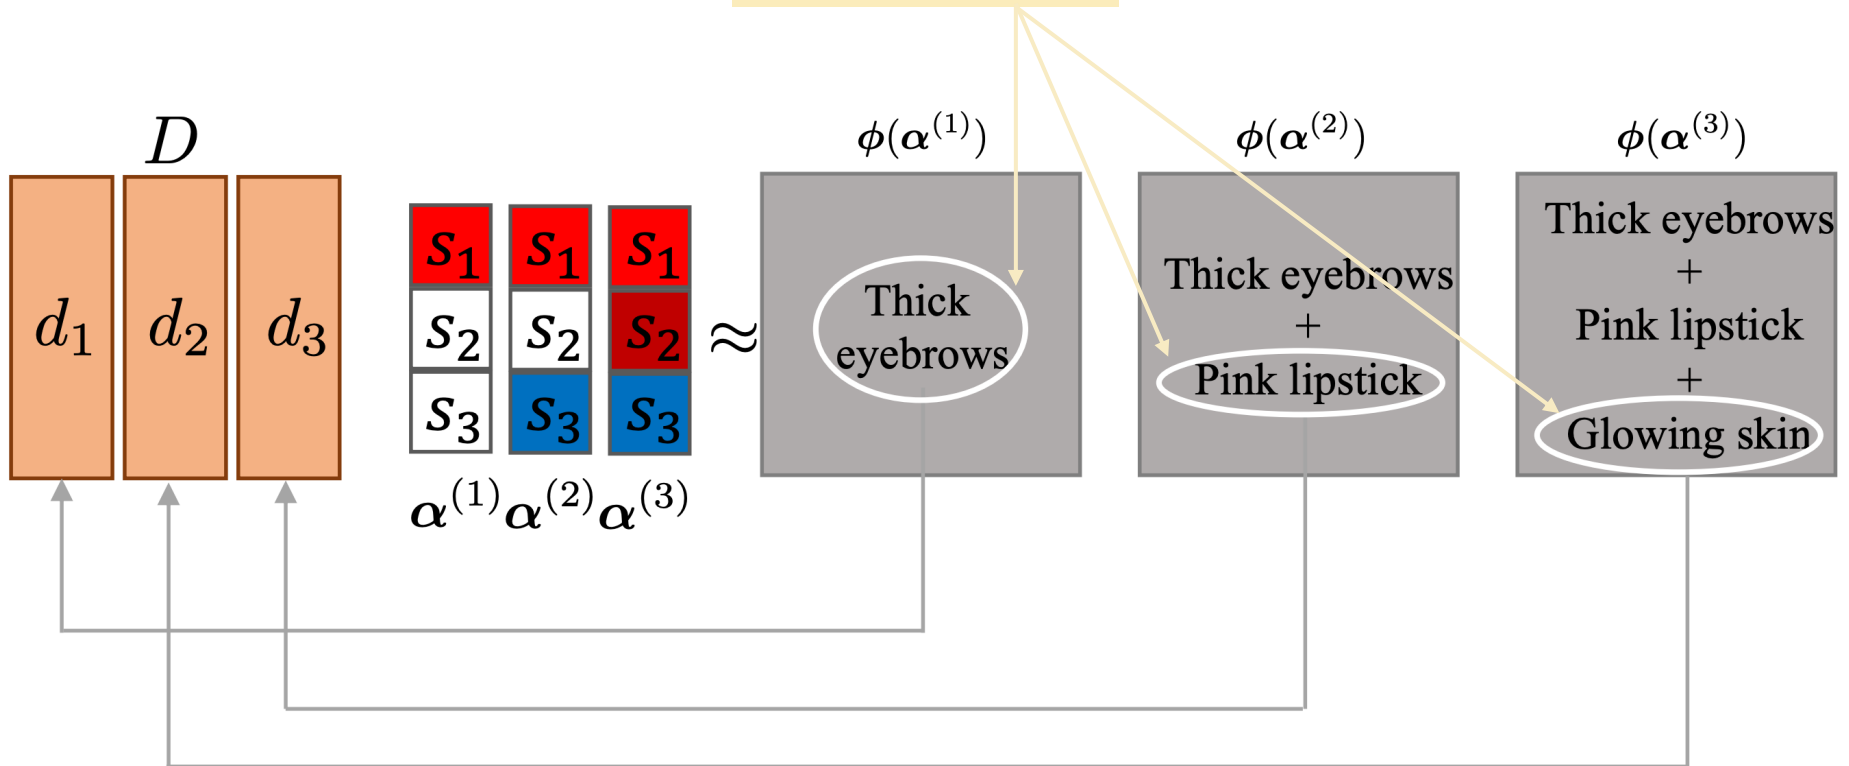 D
d₁ d₂ d₃
s₁ s₁ s₁
s₂ s₂ s₂
s₃ s₃ s₃
α⁽¹⁾ α⁽²⁾ α⁽³⁾
≈
ϕ(α⁽¹⁾)
Thick
eyebrows
ϕ(α⁽²⁾)
Thick eyebrows
+
Pink lipstick
ϕ(α⁽³⁾)
Thick eyebrows
+
Pink lipstick
+
Glowing skin